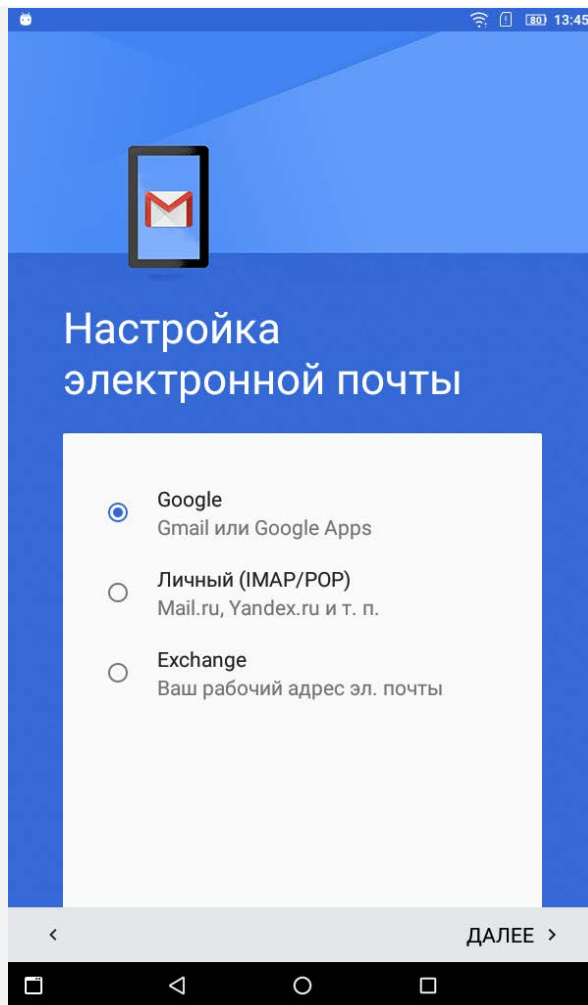 80 13:45
Настройка
электронной почты
Google
Gmail или Google Apps
Личный (IMAP/POP)
Mail.ru, Yandex.ru и т. п.
Exchange
Ваш рабочий адрес эл. почты
ДАЛЕЕ